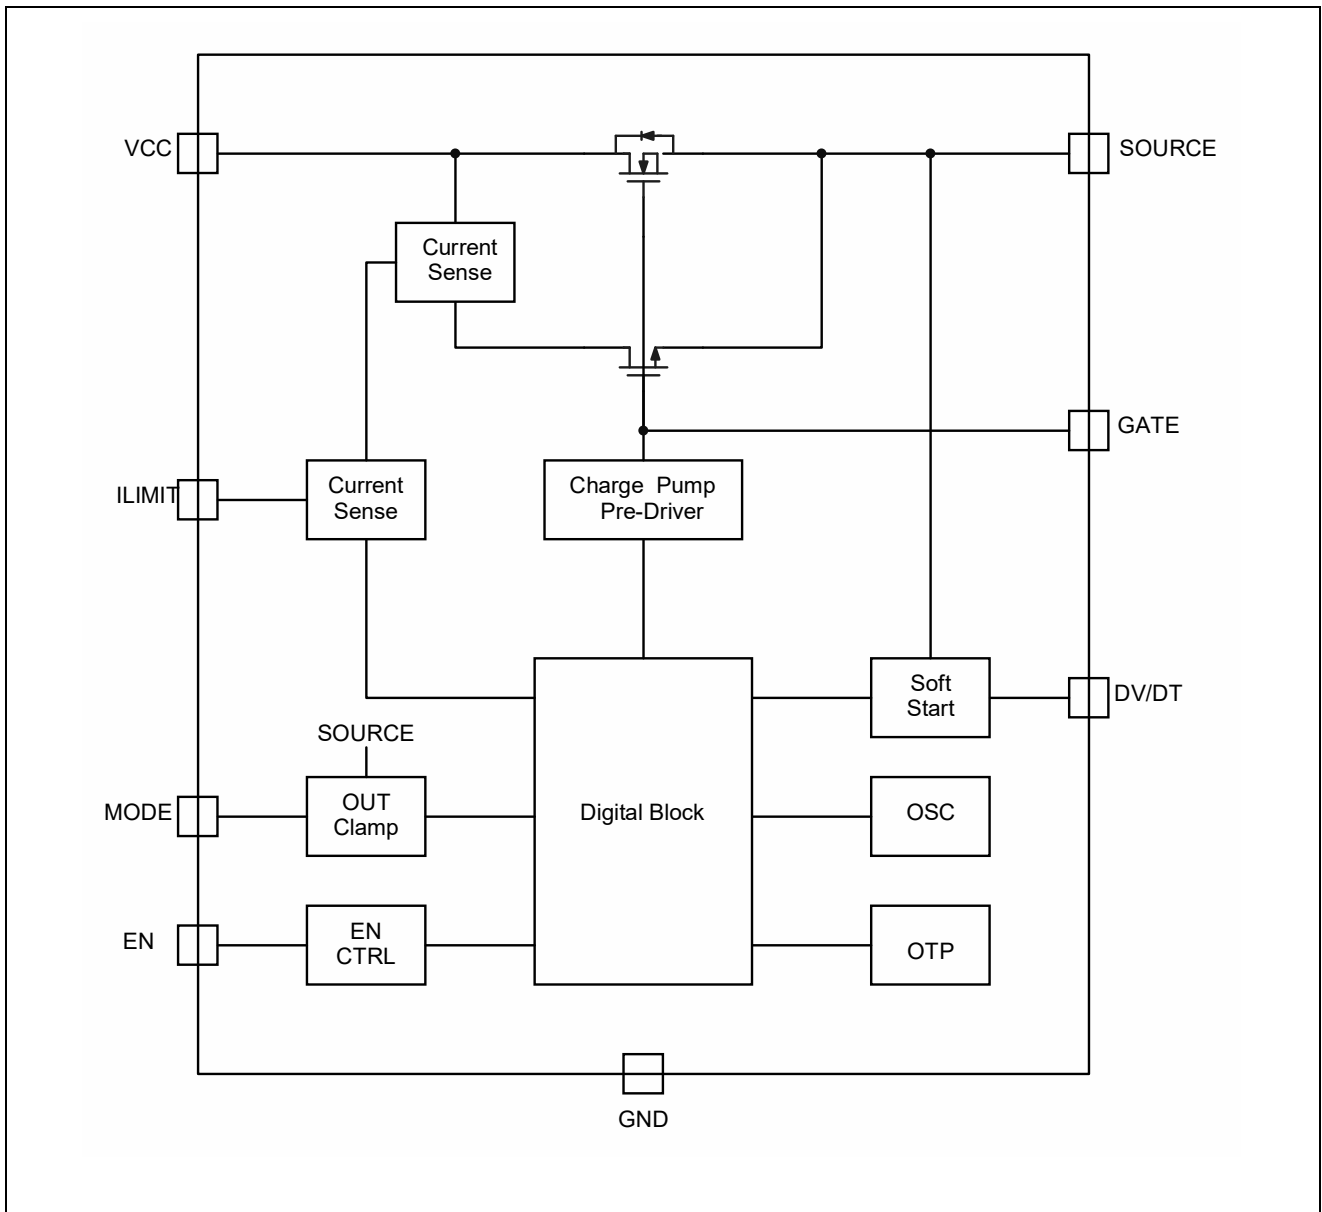 VCC
SOURCE
Current
Sense
GATE
ILIMIT
Current
Sense
Charge Pump
Pre-Driver
Soft
Start
DV/DT
SOURCE
MODE
OUT
Clamp
Digital Block
OSC
EN
EN
CTRL
OTP
GND